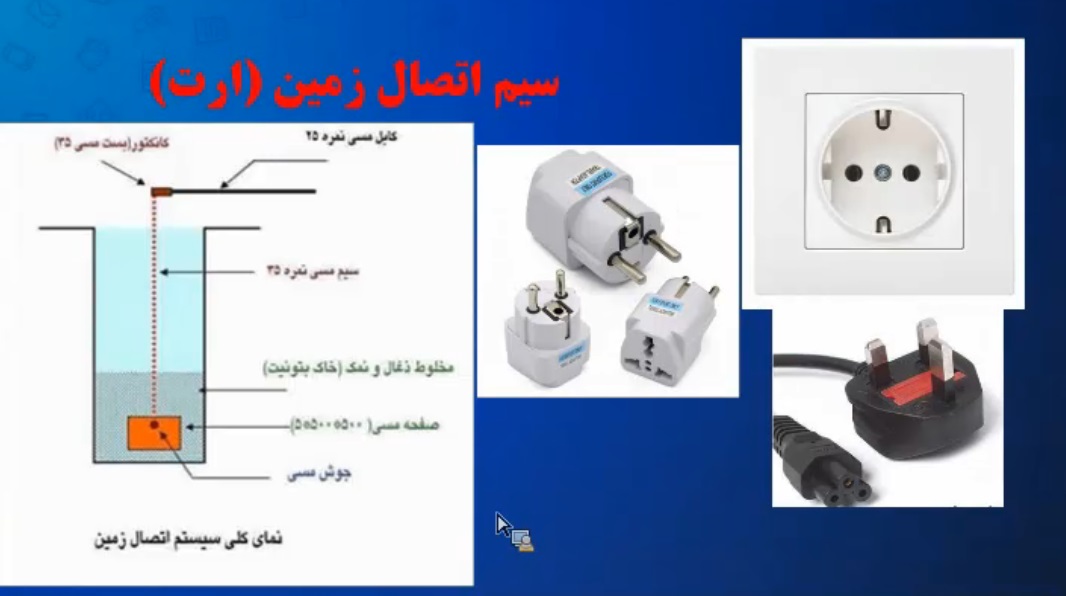 سیم اتصال زمین (ارت)
کابل مسی نمره ۲۵
کانکتور(بست مسی ۳۵)
سیم مسی نمره ۳۵
مخلوط ذغال و نمک (خاک بتونیت)
صفحه مسی( ۵۰۰*۵۰۰*۵)
جوش مسی
نمای کلی سیستم اتصال زمین